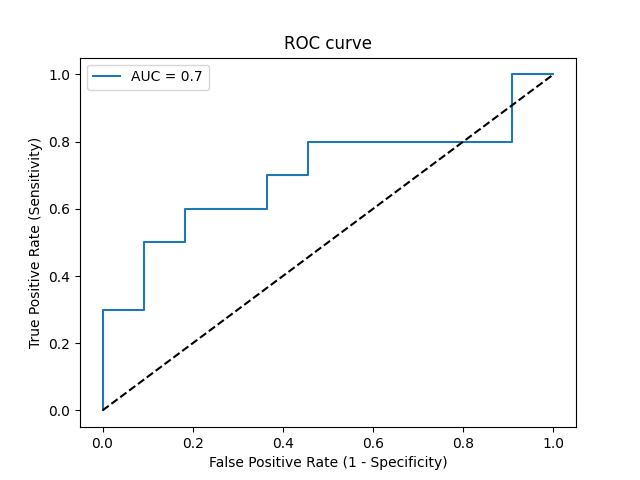 ROC curve
AUC = 0.7
True Positive Rate (Sensitivity)
1.0
0.8
0.6
0.4
0.2
0.0
0.0 0.2 0.4 0.6 0.8 1.0
False Positive Rate (1 - Specificity)